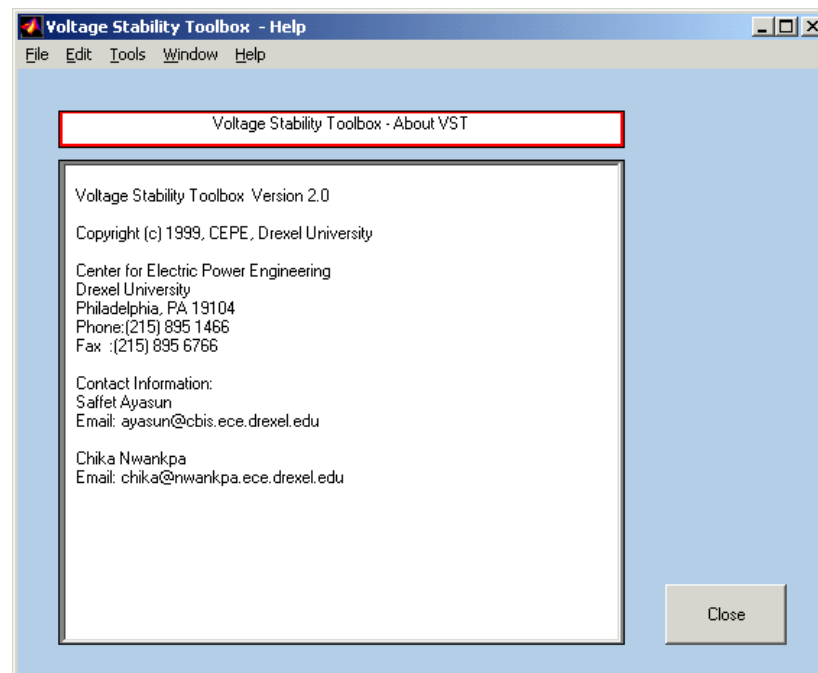 Voltage Stability Toolbox - Help
File Edit Tools Window Help
Voltage Stability Toolbox - About VST
Voltage Stability Toolbox Version 2.0
Copyright (c) 1999, CEPE, Drexel University
Center for Electric Power Engineering
Drexel University
Philadelphia, PA 19104
Phone:(215) 895 1466
Fax :(215) 895 6766
Contact Information:
Saffet Ayasun
Email: ayasun@cbis.ece.drexel.edu
Chika Nwankpa
Email: chika@nwankpa.ece.drexel.edu
Close